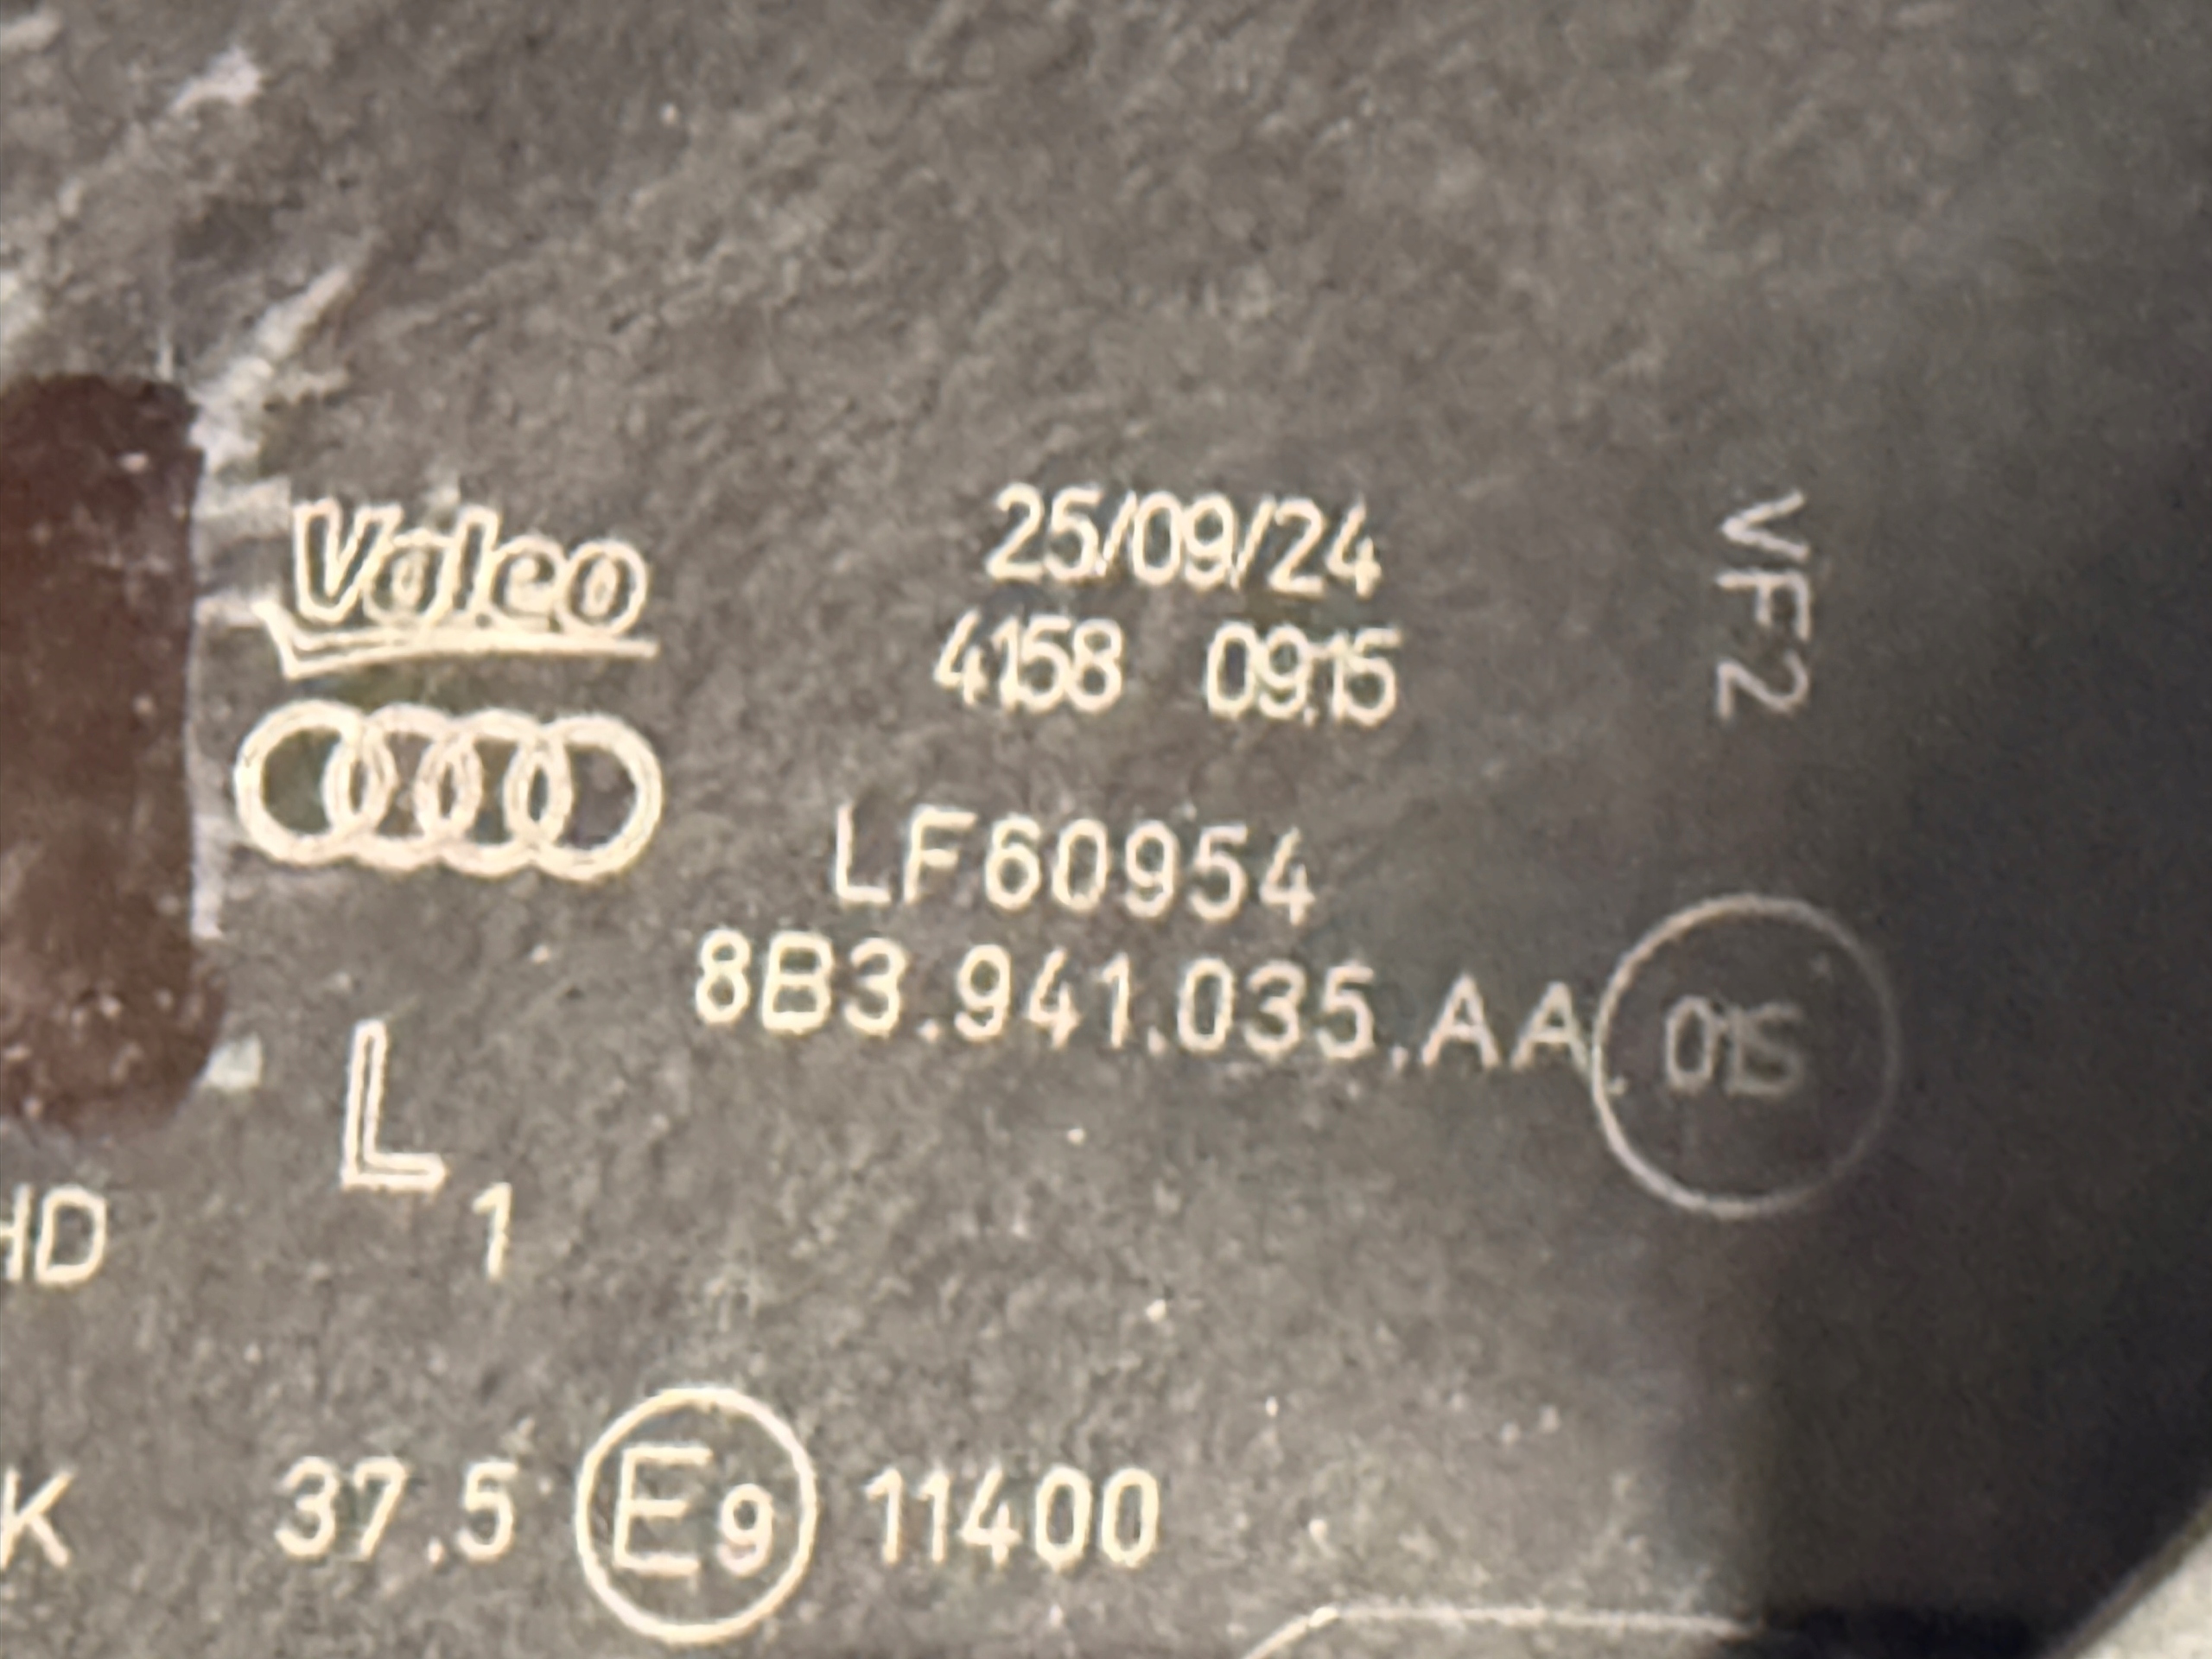 Valeo
25/09/24
4158 09:15
VF2
LF60954
8B3.941.035.AA.
015
L
1
HD
K 37.5 E9 11400